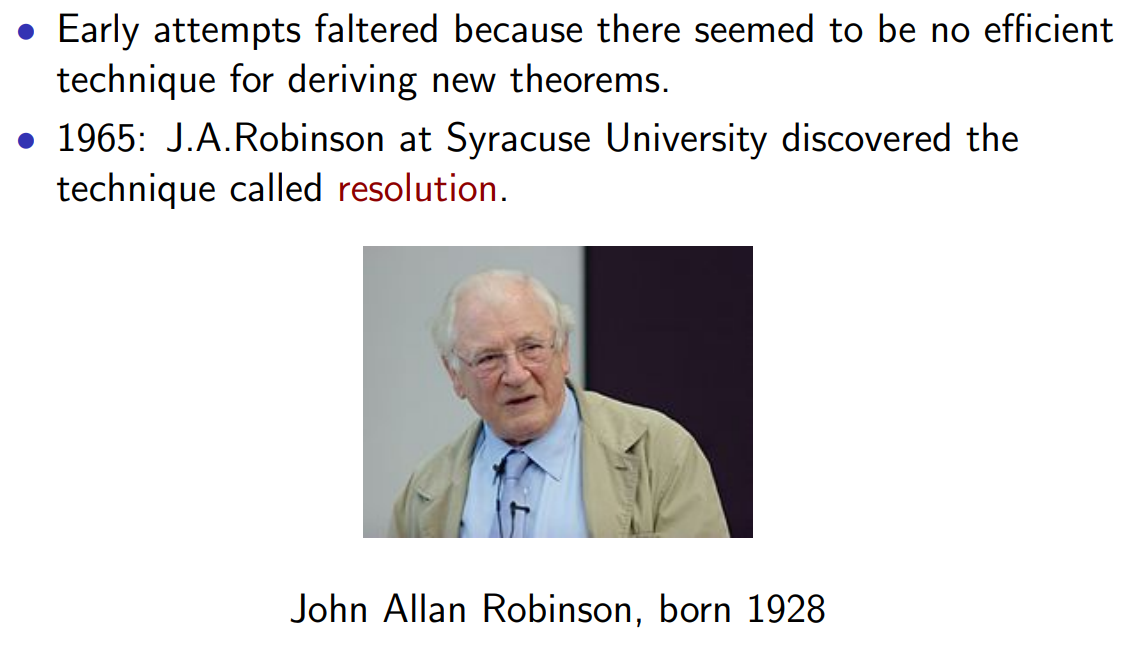 • Early attempts faltered because there seemed to be no efficient
technique for deriving new theorems.
• 1965: J.A.Robinson at Syracuse University discovered the
technique called resolution.
John Allan Robinson, born 1928